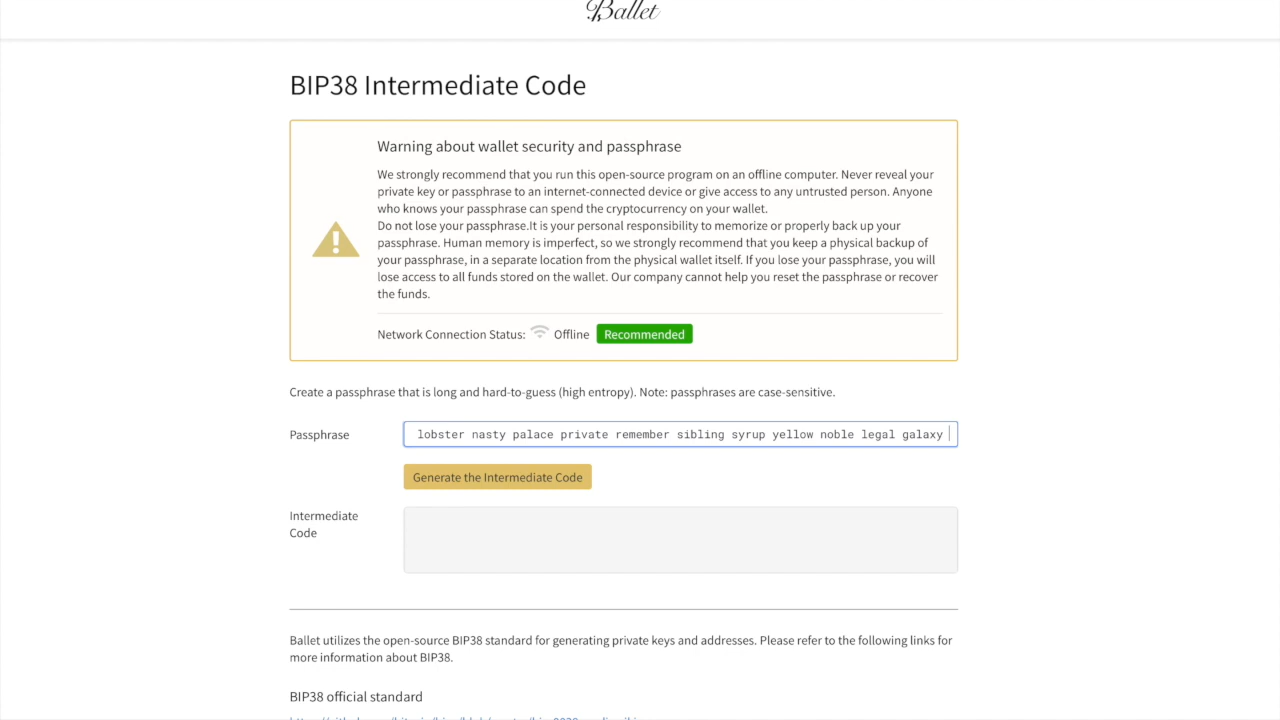 Ballet
BIP38 Intermediate Code
Warning about wallet security and passphrase
We strongly recommend that you run this open-source program on an offline computer. Never reveal your
private key or passphrase to an internet-connected device or give access to any untrusted person. Anyone
who knows your passphrase can spend the cryptocurrency on your wallet.
Do not lose your passphrase.It is your personal responsibility to memorize or properly back up your
passphrase. Human memory is imperfect, so we strongly recommend that you keep a physical backup of
your passphrase, in a separate location from the physical wallet itself. If you lose your passphrase, you will
lose access to all funds stored on the wallet. Our company cannot help you reset the passphrase or recover
the funds.
Network Connection Status: Offline Recommended
Create a passphrase that is long and hard-to-guess (high entropy). Note: passphrases are case-sensitive.
Passphrase lobster nasty palace private remember sibling syrup yellow noble legal galaxy
Generate the Intermediate Code
Intermediate
Code
Ballet utilizes the open-source BIP38 standard for generating private keys and addresses. Please refer to the following links for
more information about BIP38.
BIP38 official standard